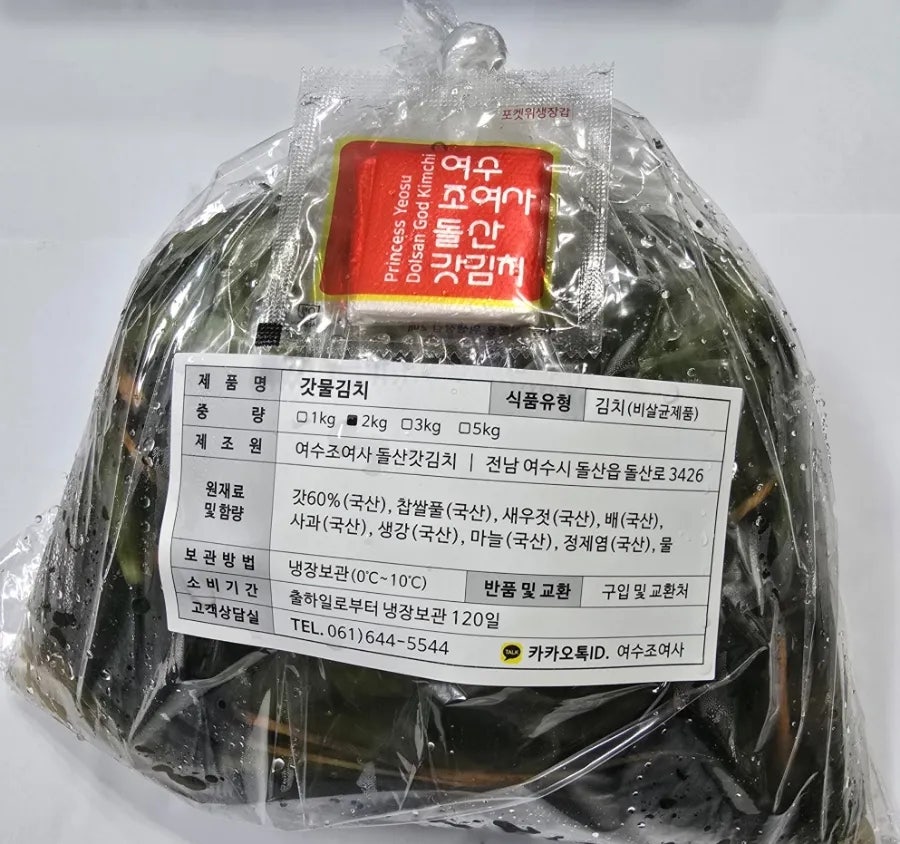 포켓위생장갑
여수
조여사
돌산
갓김치
Princess Yeosu
Dolsan God Kimchi
제품명 갓물김치 식품유형 김치(비살균제품)
중량 □1kg ■2kg □3kg □5kg
제조원 여수조여사 돌산갓김치 | 전남 여수시 돌산읍 돌산로 3426
원재료
및 함량
갓60%(국산), 찹쌀풀(국산), 새우젓(국산), 배(국산),
사과(국산), 생강(국산), 마늘(국산), 정제염(국산), 물
보관방법 냉장보관(0℃~10℃) 반품 및 교환 구입 및 교환처
소비기간 출하일로부터 냉장보관 120일
고객상담실 TEL. 061)644-5544 TALK 카카오톡ID. 여수조여사